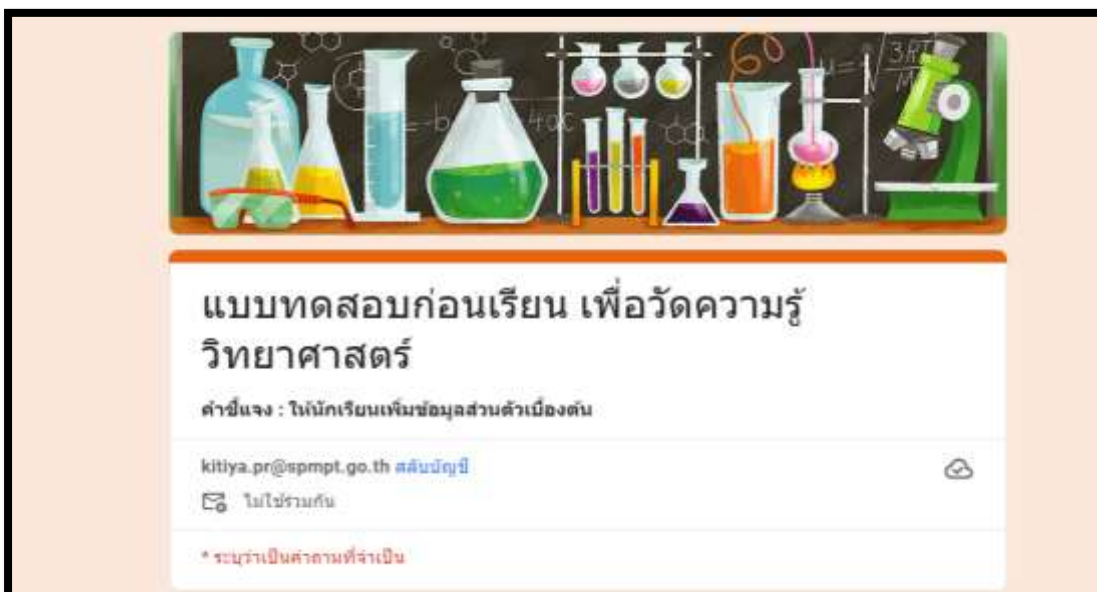 3RT
M
μ =
-b
4ac
แบบทดสอบก่อนเรียน เพื่อวัดความรู้
วิทยาศาสตร์
คำชี้แจง : ให้นักเรียนเพิ่มข้อมูลส่วนตัวเบื้องต้น
kitiya.pr@spmpt.go.th สลับบัญชี
ไม่ใช่ร่วมกัน
* ระบุว่าเป็นคำถามที่จำเป็น